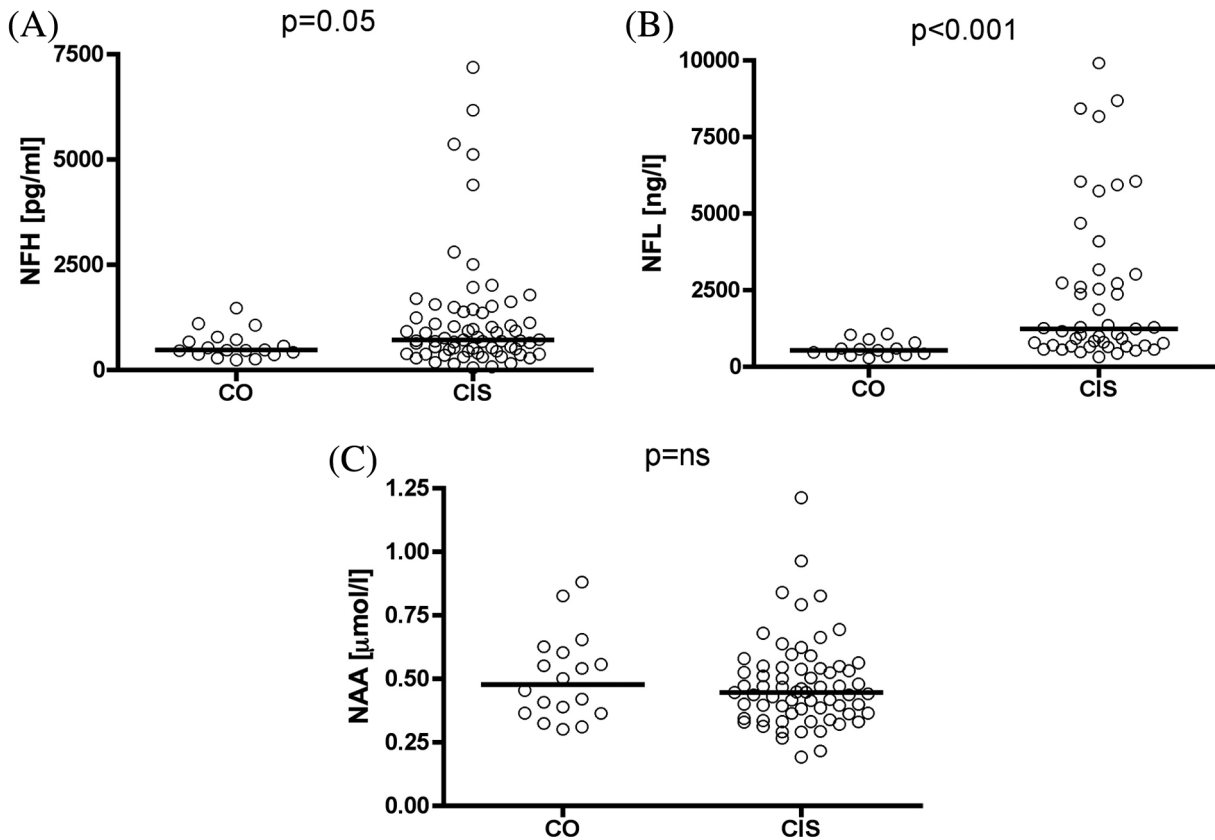 (A)
p=0.05
NFH [pg/ml]
7500
5000
2500
0
CO
CIS
(B)
p<0.001
NFL [ng/l]
10000
7500
5000
2500
0
CO
CIS
(C)
p=ns
NAA [μmol/l]
1.25
1.00
0.75
0.50
0.25
0.00
CO
CIS